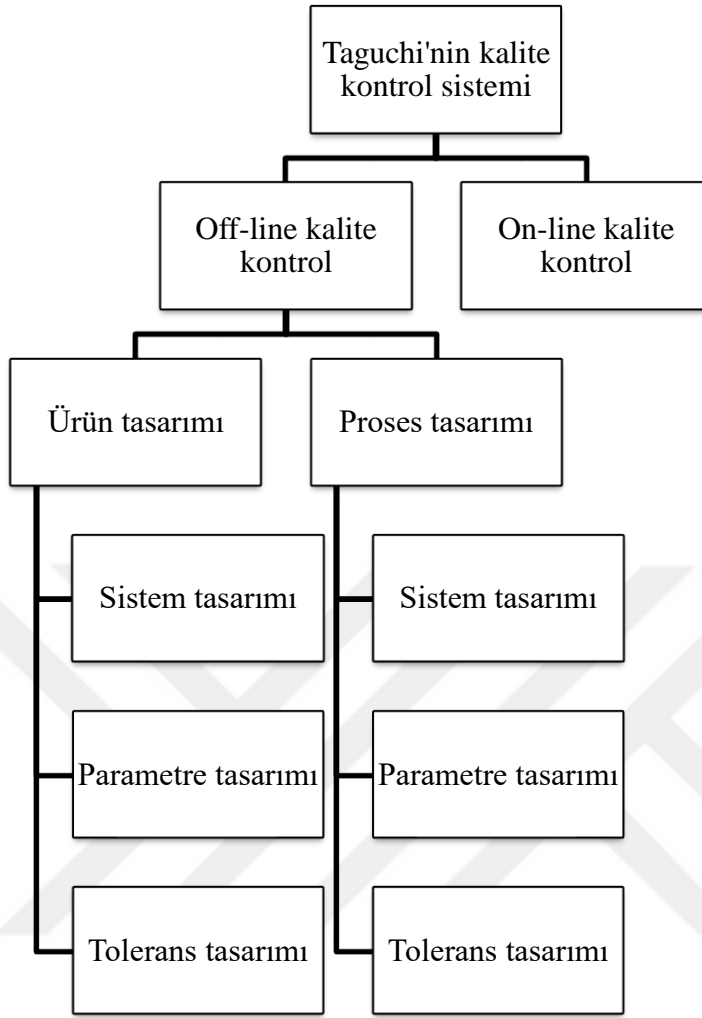 Taguchi'nin kalite
kontrol sistemi
Off-line kalite
kontrol
On-line kalite
kontrol
Ürün tasarımı
Proses tasarımı
Sistem tasarımı
Sistem tasarımı
Parametre tasarımı
Parametre tasarımı
Tolerans tasarımı
Tolerans tasarımı